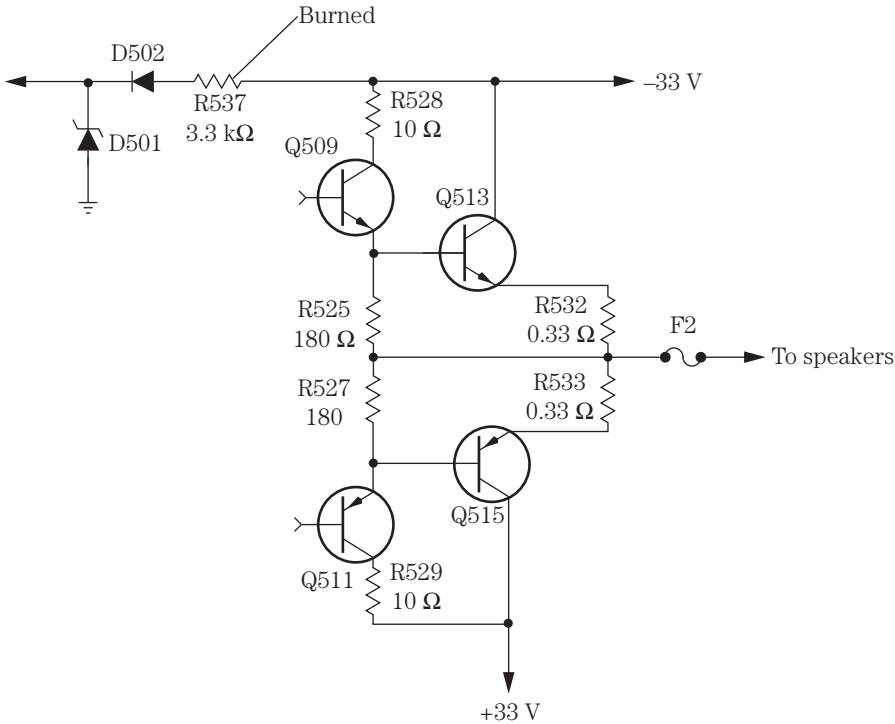 Burned
D502
–33 V
R537
3.3 kΩ
R528
10 Ω
D501
Q509
Q513
R525
180 Ω
R532
0.33 Ω
F2
To speakers
R527
180
R533
0.33 Ω
Q515
Q511
R529
10 Ω
+33 V